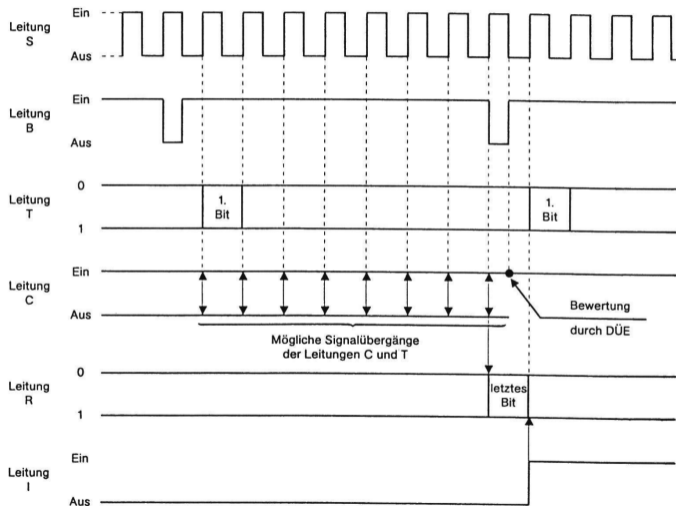 Leitung
S
Ein
Aus
Leitung
B
Ein
Aus
Leitung
T
0
1
1.
Bit
1.
Bit
Leitung
C
Ein
Aus
Bewertung
durch DÜE
Mögliche Signalübergänge
der Leitungen C und T
Leitung
R
0
1
letztes
Bit
Leitung
I
Ein
Aus